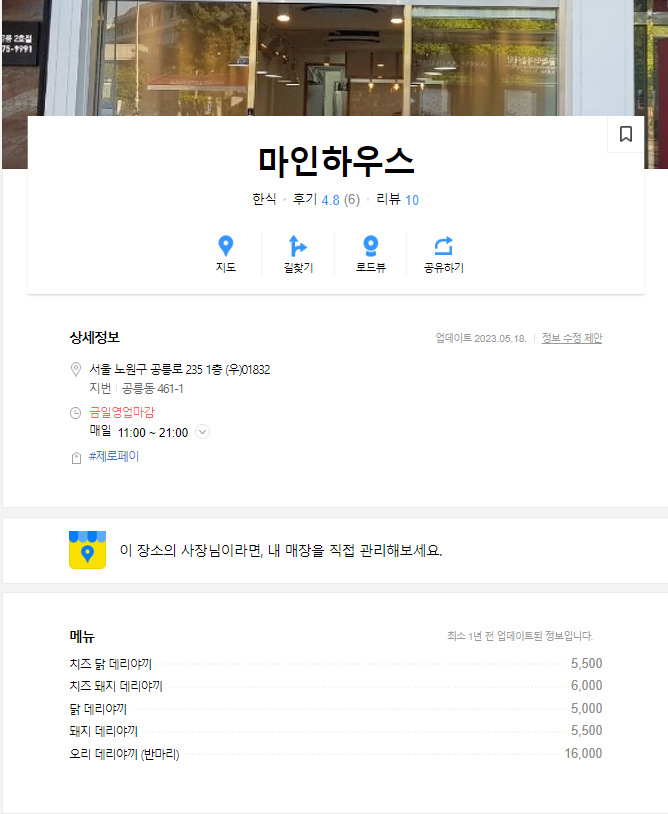 2호점
75-9991
마인하우스
한식 후기 4.8 (6) 리뷰 10
지도 길찾기 로드뷰 공유하기
상세정보 업데이트 2023.05.18. 정보 수정 제안
서울 노원구 공릉로 235 1층 (우)01832
지번 공릉동 461-1
금일영업마감
매일 11:00 ~ 21:00
#제로페이
이 장소의 사장님이라면, 내 매장을 직접 관리해보세요.
메뉴 최소 1년 전 업데이트된 정보입니다.
치즈 닭 데리야끼 5,500
치즈 돼지 데리야끼 6,000
닭 데리야끼 5,000
돼지 데리야끼 5,500
오리 데리야끼 (반마리) 16,000